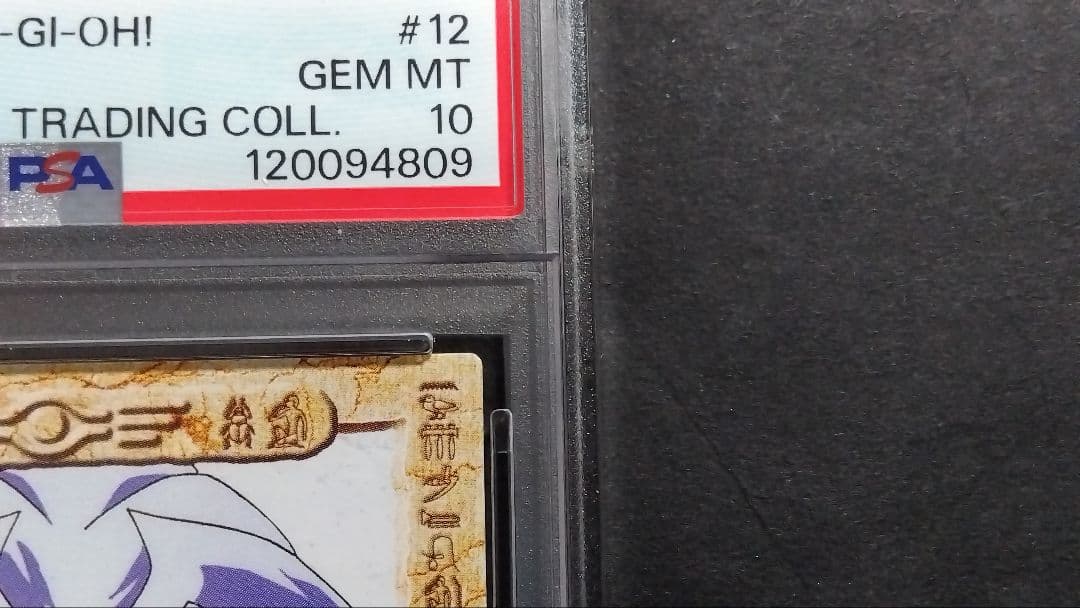 -GI-OH! #12
GEM MT
TRADING COLL. 10
PSA 120094809